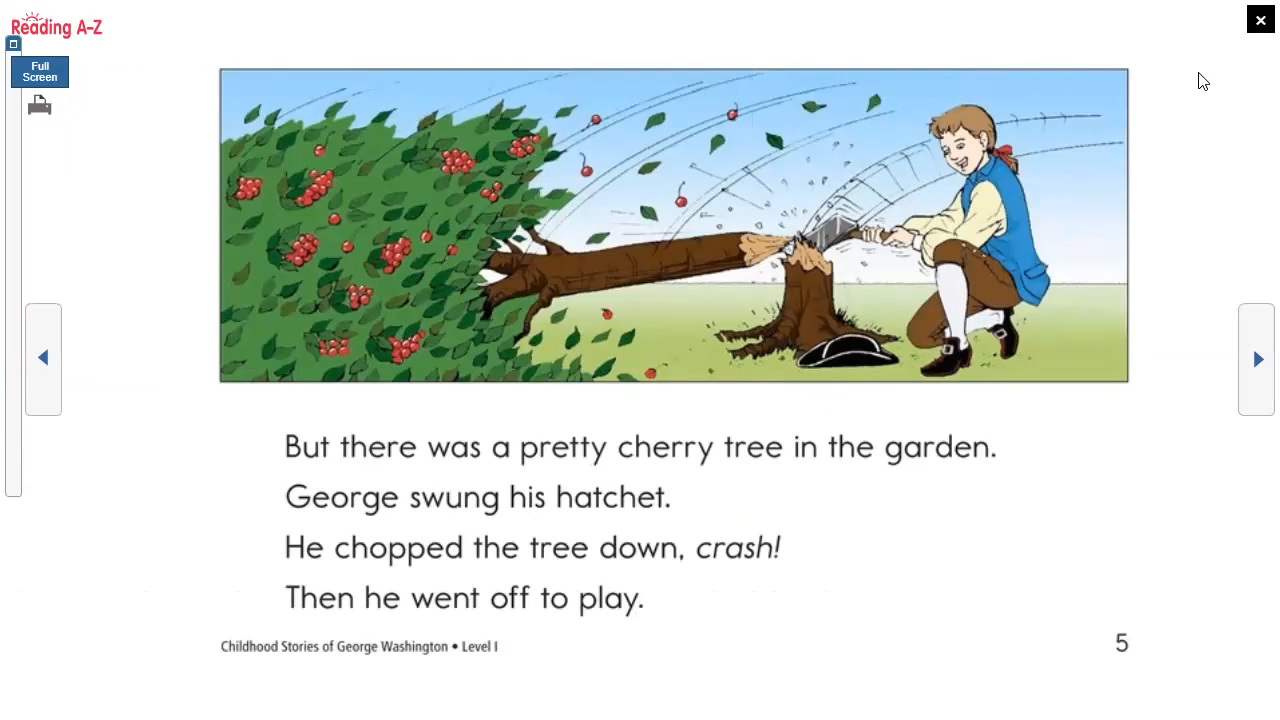 Reading A-Z
Full
Screen
But there was a pretty cherry tree in the garden.
George swung his hatchet.
He chopped the tree down, crash!
Then he went off to play.
Childhood Stories of George Washington • Level I
5